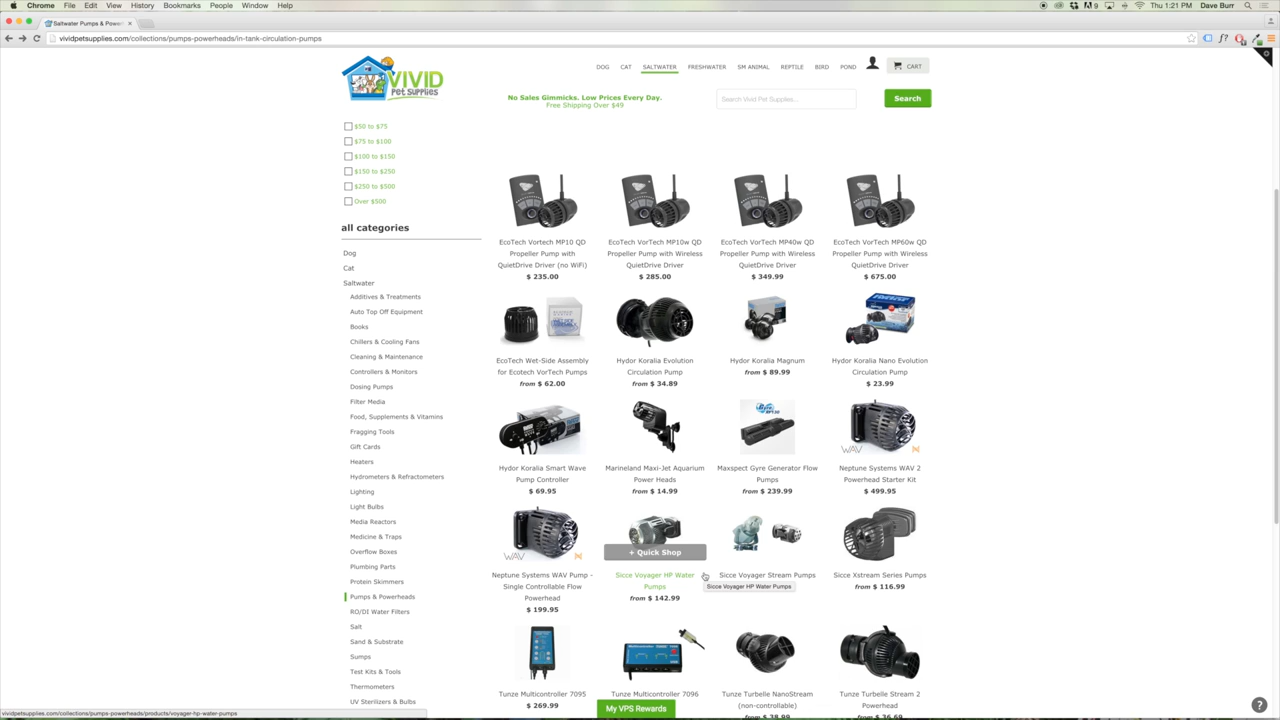 Chrome File Edit View History Bookmarks People Window Help
9 Thu 1:21 PM Dave Burr
Saltwater Pumps & Power
vividpetsupplies.com/collections/pumps-powerheads/in-tank-circulation-pumps
VIVID
Pet Supplies
DOG CAT SALTWATER FRESHWATER SM ANIMAL REPTILE BIRD POND CART
No Sales Gimmicks. Low Prices Every Day.
Free Shipping Over $49
Search Vivid Pet Supplies...
Search
$50 to $75
$75 to $100
$100 to $150
$150 to $250
$250 to $500
Over $500
all categories
Dog
Cat
Saltwater
Additives & Treatments
Auto Top Off Equipment
Books
Chillers & Cooling Fans
Cleaning & Maintenance
Controllers & Monitors
Dosing Pumps
Filter Media
Food, Supplements & Vitamins
Fragging Tools
Gift Cards
Heaters
Hydrometers & Refractometers
Lighting
Light Bulbs
Media Reactors
Medicine & Traps
Overflow Boxes
Plumbing Parts
Protein Skimmers
Pumps & Powerheads
RO/DI Water Filters
Salt
Sand & Substrate
Sumps
Test Kits & Tools
Thermometers
UV Sterilizers & Bulbs
EcoTech Vortech MP10 QD
Propeller Pump with
QuietDrive Driver (no WiFi)
$ 235.00
EcoTech VorTech MP10w QD
Propeller Pump with Wireless
QuietDrive Driver
$ 285.00
EcoTech VorTech MP40w QD
Propeller Pump with Wireless
QuietDrive Driver
$ 349.99
EcoTech VorTech MP60w QD
Propeller Pump with Wireless
QuietDrive Driver
$ 675.00
EcoTech Wet-Side Assembly
for Ecotech VorTech Pumps
from $ 62.00
Hydor Koralia Evolution
Circulation Pump
from $ 34.89
Hydor Koralia Magnum
from $ 89.99
Hydor Koralia Nano Evolution
Circulation Pump
$ 23.99
Hydor Koralia Smart Wave
Pump Controller
$ 69.95
Marineland Maxi-Jet Aquarium
Power Heads
from $ 14.99
Gyre
Maxspect Gyre Generator Flow
Pumps
from $ 239.99
WAV
Neptune Systems WAV 2
Powerhead Starter Kit
$ 499.95
WAV
Neptune Systems WAV Pump -
Single Controllable Flow
Powerhead
$ 199.95
+ Quick Shop
Sicce Voyager HP Water
Pumps
from $ 142.99
Sicce Voyager Stream Pumps
Sicce Voyager HP Water Pumps
Sicce Xstream Series Pumps
from $ 116.99
Tunze Multicontroller 7095
$ 269.99
Tunze Multicontroller 7096
Tunze Turbelle NanoStream
(non-controllable)
from $ 38.99
Tunze Turbelle Stream 2
Powerhead
from $ 36.69
My VPS Rewards
?
vividpetsupplies.com/collections/pumps-powerheads/products/voyager-hp-water-pumps